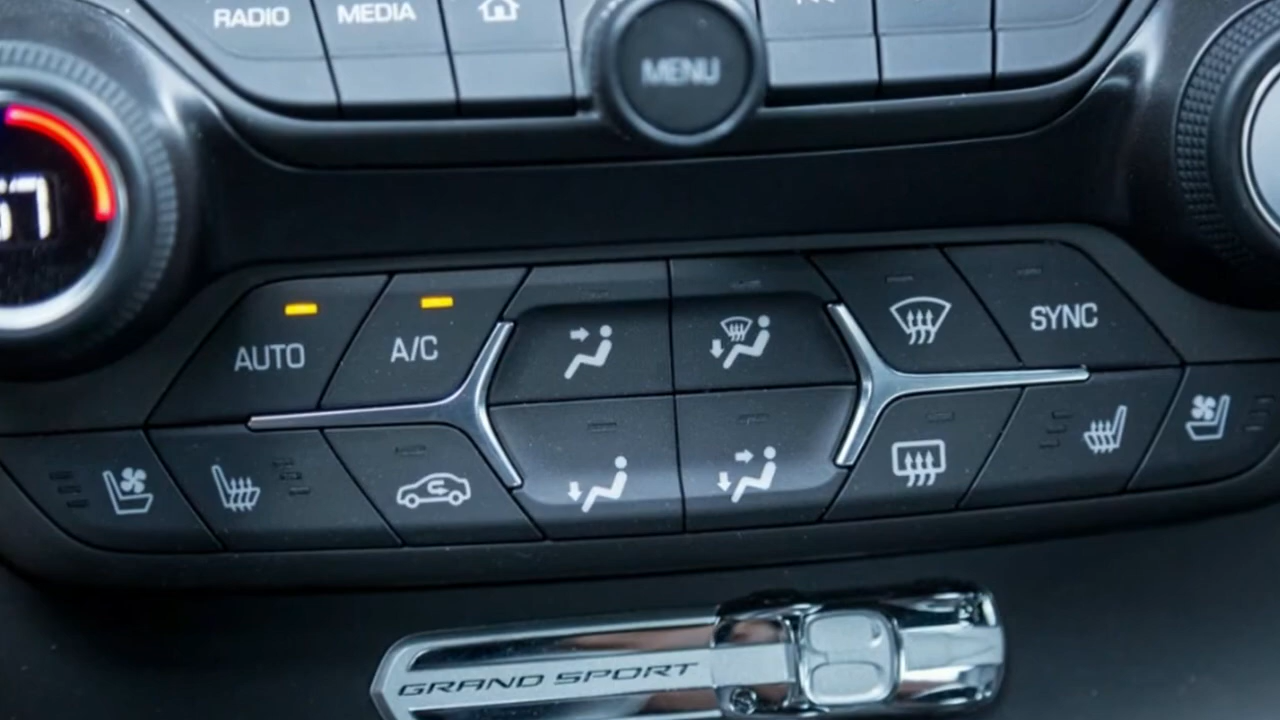 RADIO
MEDIA
MENU
AUTO
A/C
SYNC
GRAND SPORT